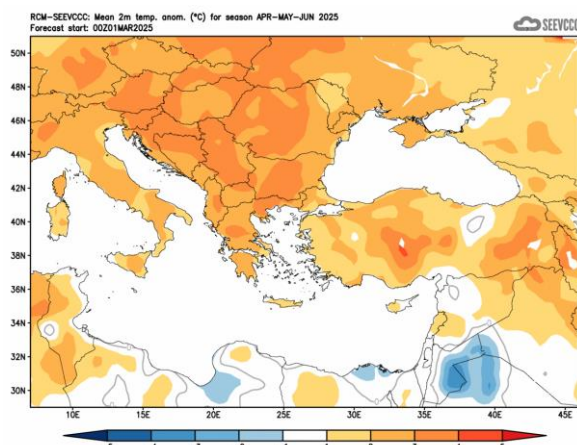 RCM-SEEVCCC: Mean 2m temp. anom. (°C) for season APR-MAY-JUN 2025
Forecast start: 00Z01MAR2025
SEEVCCC
50N
48N
46N
44N
42N
40N
38N
36N
34N
32N
30N
10E 15E 20E 25E 30E 35E 40E 45E